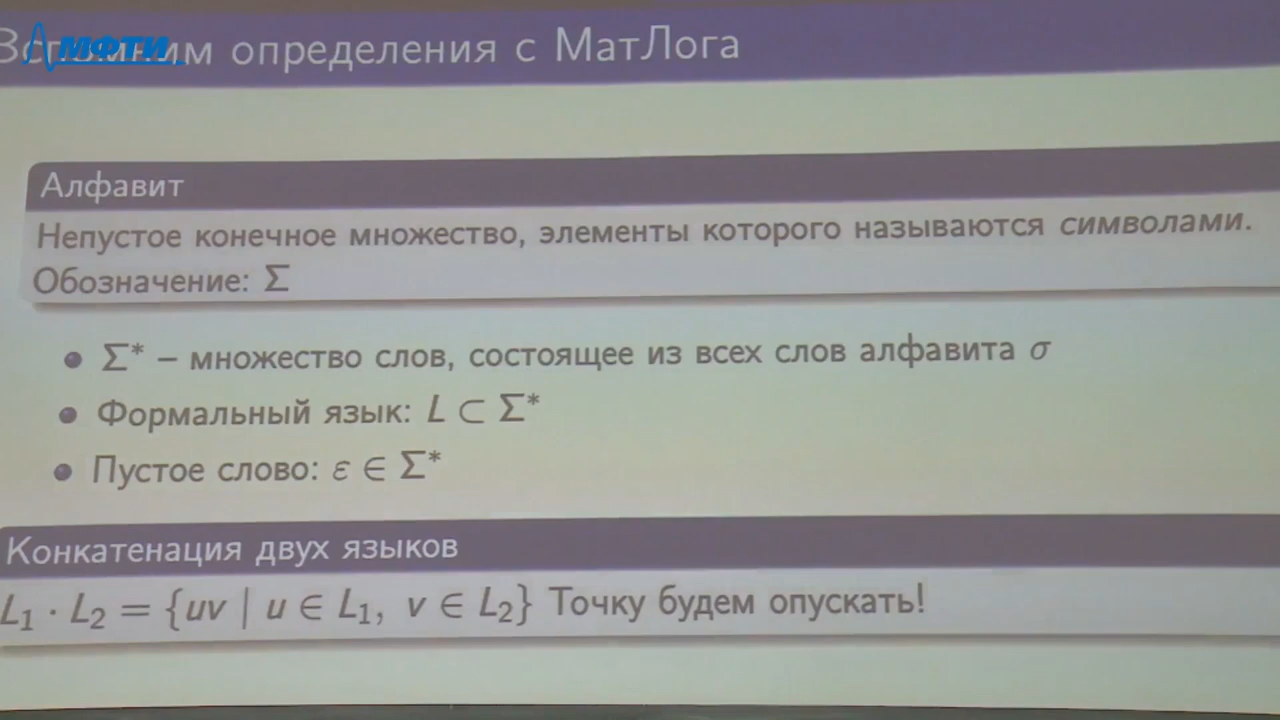 Вспомним определения с МатЛога
МФТИ
Алфавит
Непустое конечное множество, элементы которого называются символами.
Обозначение: Σ
Σ* – множество слов, состоящее из всех слов алфавита σ
Формальный язык: L ⊂ Σ*
Пустое слово: ε ∈ Σ*
Конкатенация двух языков
L₁ · L₂ = {uv | u ∈ L₁, v ∈ L₂} Точку будем опускать!